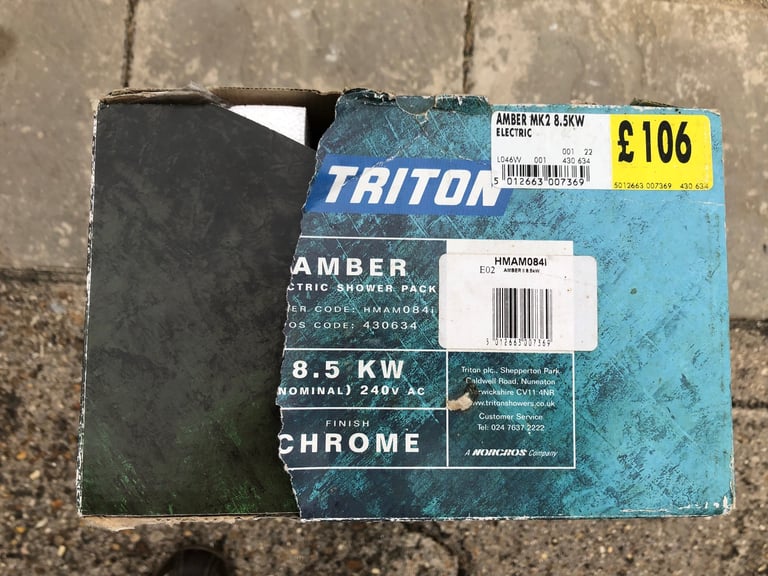 AMBER MK2 8.5KW
ELECTRIC
001 22
L046W 001 430 634
5 012663 007369
£106
5012663 007369 430 634
TRITON
AMBER
CTRIC SHOWER PACK
ER CODE: HMAM084i
POS CODE: 430634
HMAM084i
E02 AMBER II 8.5kW
5 012663 007369
8.5 KW
NOMINAL) 240V AC
FINISH
CHROME
Triton plc., Shepperton Park,
Caldwell Road, Nuneaton
Warwickshire CV11 4NR
www.tritonshowers.co.uk
Customer Service
Tel: 024 7637 2222
A NORCROS Company